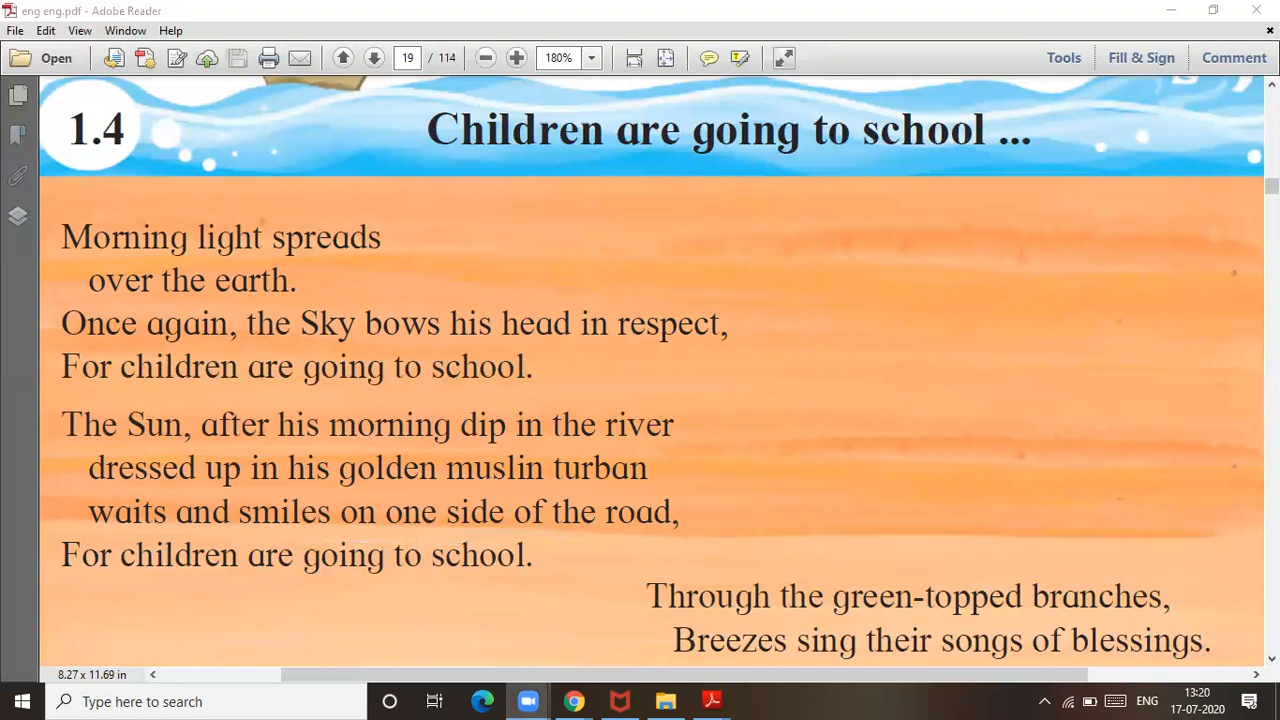 eng eng.pdf - Adobe Reader
File Edit View Window Help
Open 19 / 114 180% Tools Fill & Sign Comment
1.4 Children are going to school ...
Morning light spreads
over the earth.
Once again, the Sky bows his head in respect,
For children are going to school.
The Sun, after his morning dip in the river
dressed up in his golden muslin turban
waits and smiles on one side of the road,
For children are going to school.
Through the green-topped branches,
Breezes sing their songs of blessings.
8.27 x 11.69 in
Type here to search
ENG
13:20
17-07-2020